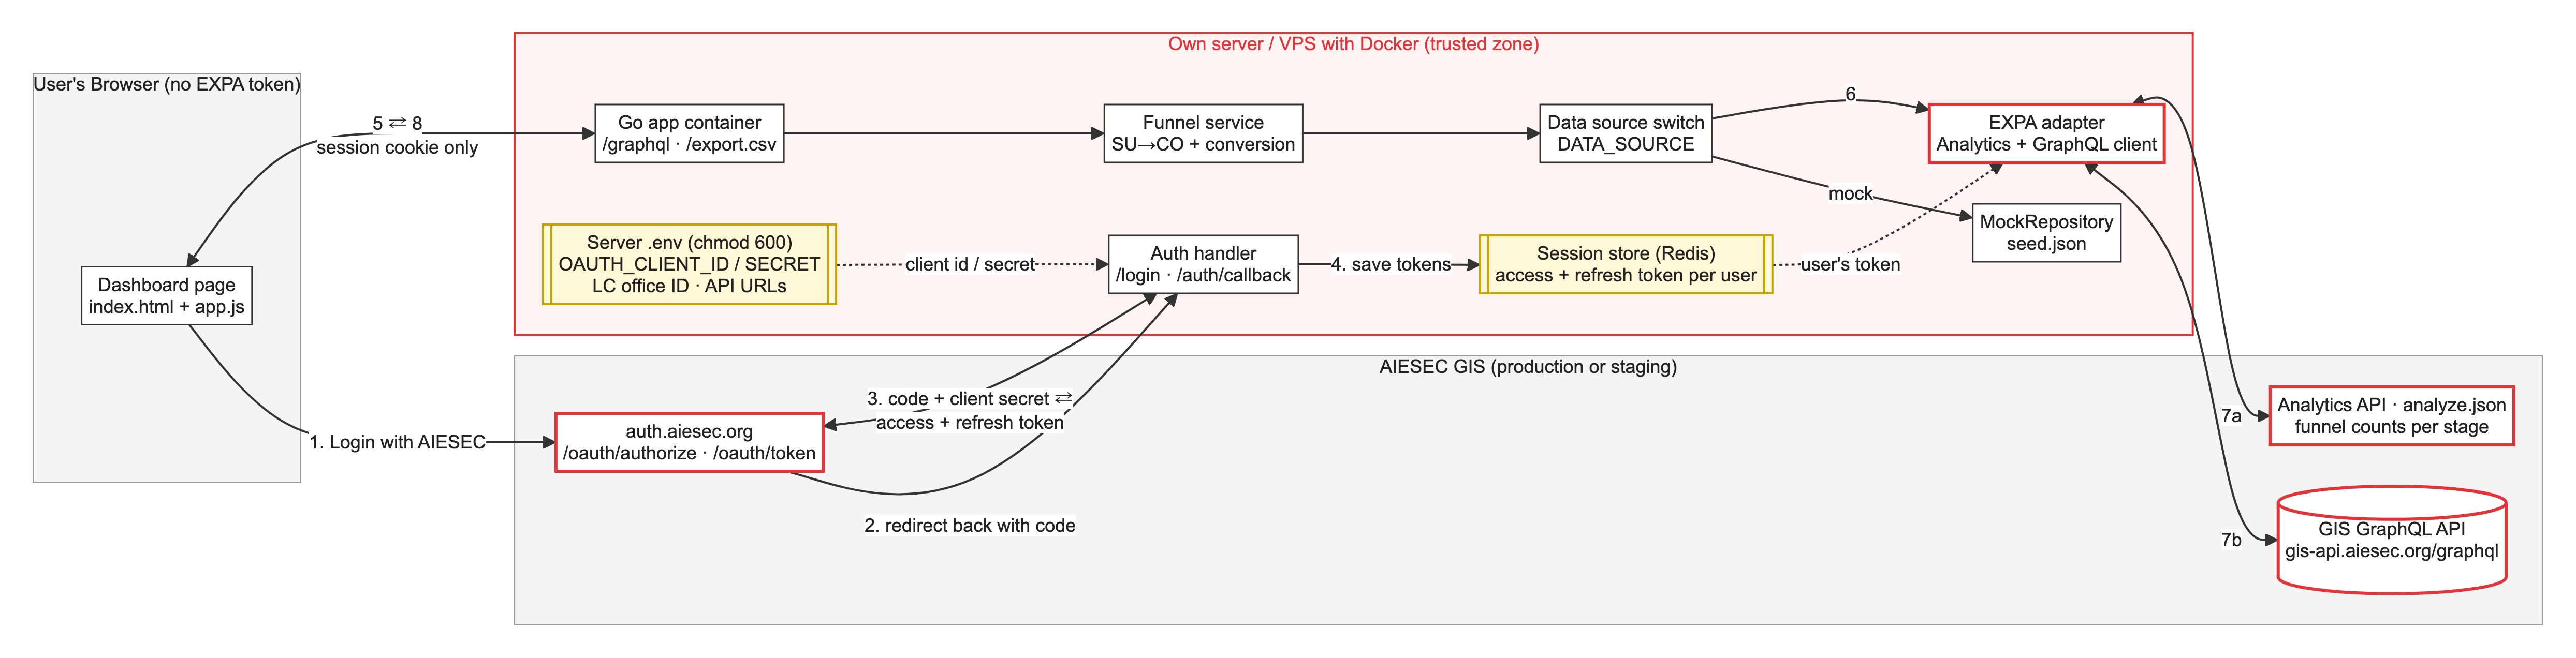 Own server / VPS with Docker (trusted zone)
User's Browser (no EXPA token)
5 ⇄ 8
session cookie only
Go app container
/graphql · /export.csv
Funnel service
SU→CO + conversion
Data source switch
DATA_SOURCE
6
EXPA adapter
Analytics + GraphQL client
mock
MockRepository
seed.json
Server .env (chmod 600)
OAUTH_CLIENT_ID / SECRET
LC office ID · API URLs
client id / secret
Auth handler
/login · /auth/callback
4. save tokens
Session store (Redis)
access + refresh token per user
user's token
Dashboard page
index.html + app.js
AIESEC GIS (production or staging)
3. code + client secret ⇄
access + refresh token
1. Login with AIESEC
auth.aiesec.org
/oauth/authorize · /oauth/token
2. redirect back with code
7a
Analytics API · analyze.json
funnel counts per stage
7b
GIS GraphQL API
gis-api.aiesec.org/graphql